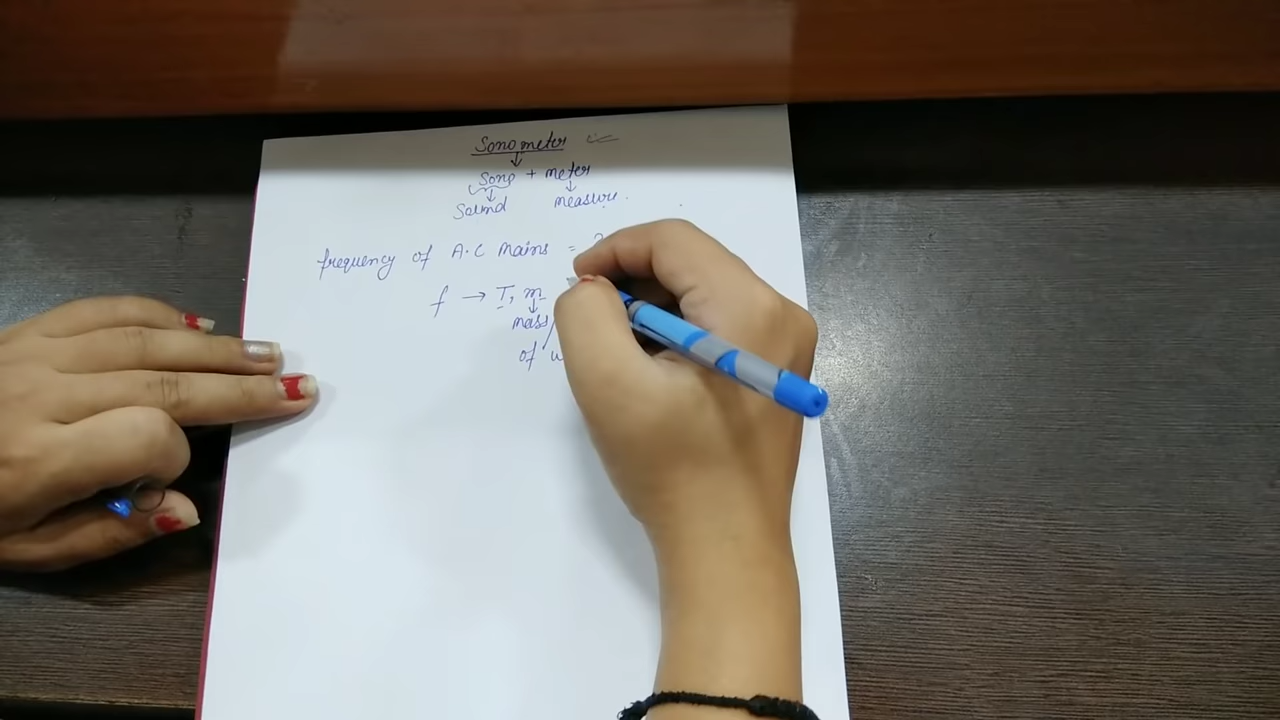 Sonometer
Sono + meter
Sound measure.
frequency of A.C Mains = ?
f → T, m
mass/
of